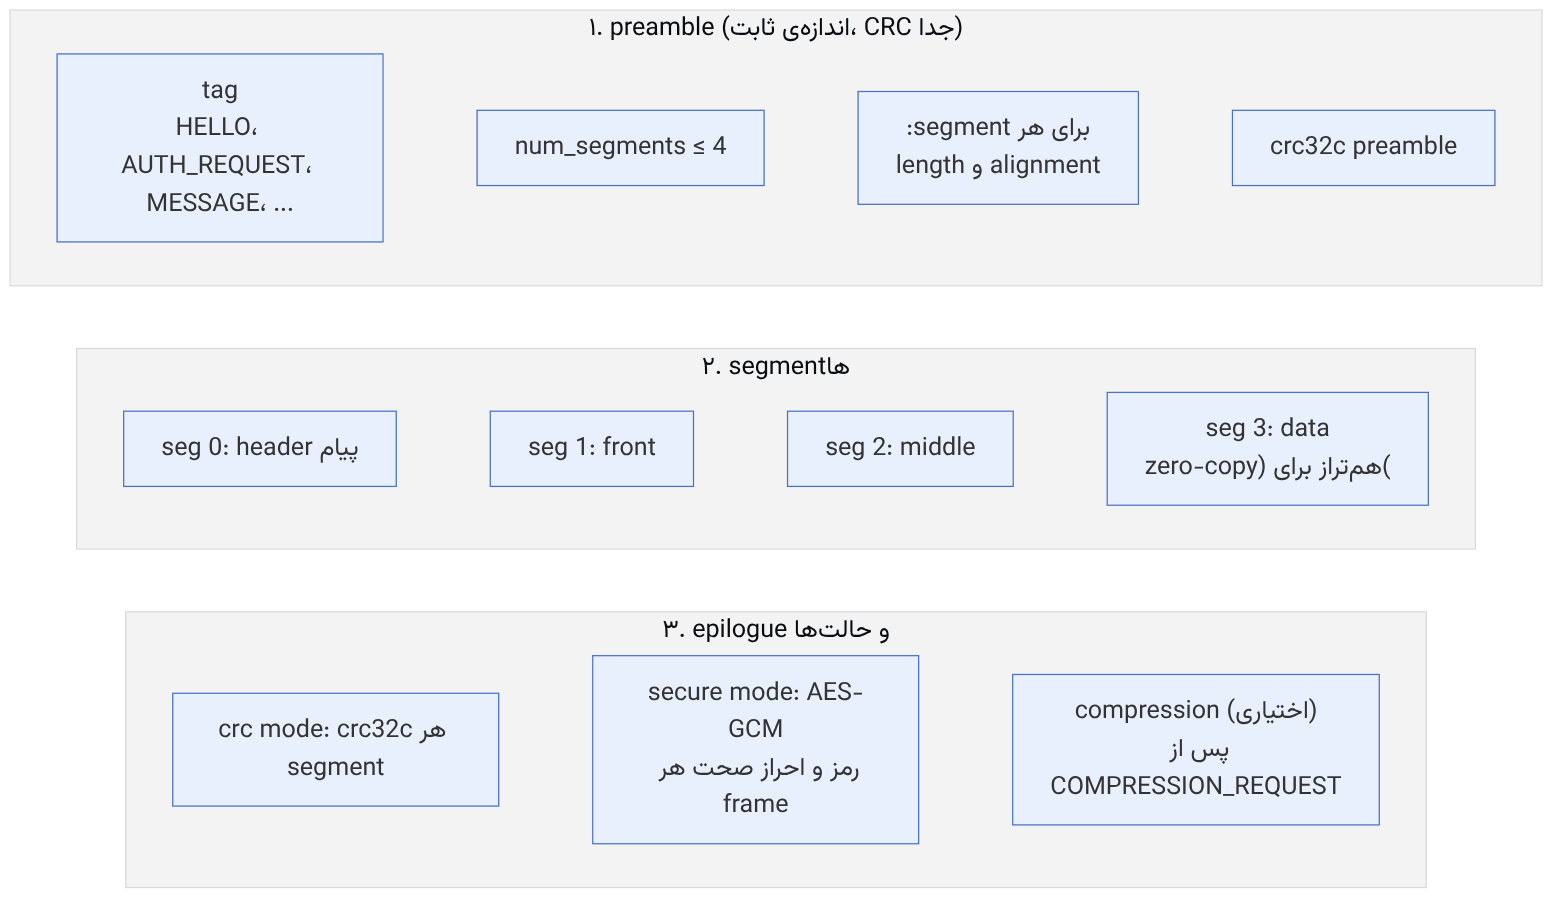 ۱. preamble (اندازه‌ی ثابت، CRC جدا)
tag
HELLO،
AUTH_REQUEST،
MESSAGE، ...
num_segments ≤ 4
برای هر segment:
length و alignment
crc32c preamble
۲. segmentها
seg 0: header پیام
seg 1: front
seg 2: middle
seg 3: data
(هم‌تراز برای zero-copy)
۳. epilogue و حالت‌ها
crc mode: crc32c هر
segment
secure mode: AES-
GCM
رمز و احراز صحت هر
frame
compression (اختیاری)
پس از
COMPRESSION_REQUEST